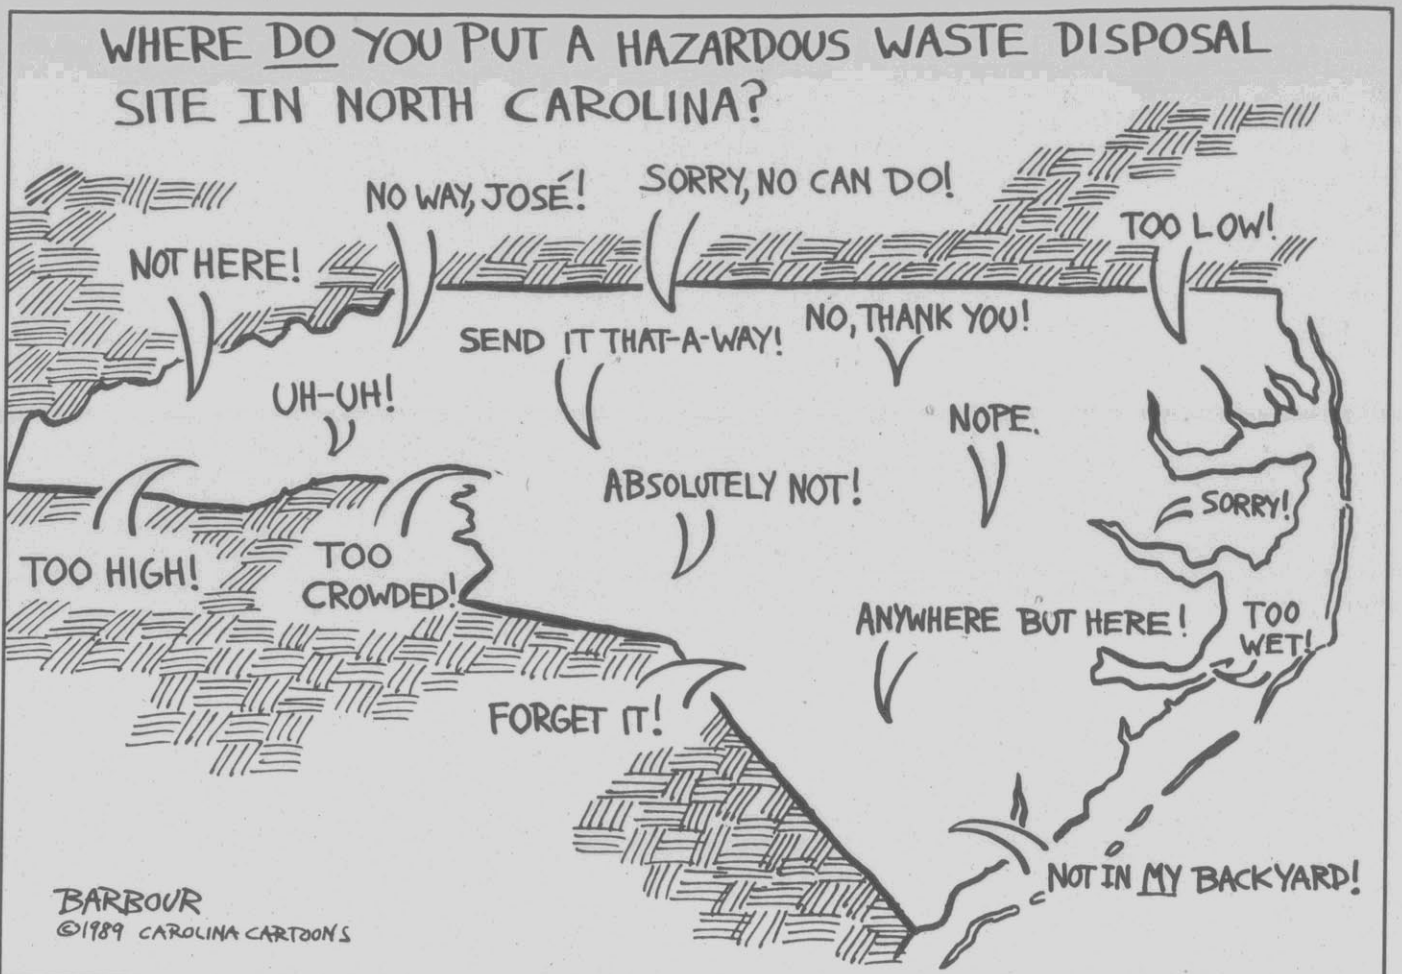 WHERE DO YOU PUT A HAZARDOUS WASTE DISPOSAL
SITE IN NORTH CAROLINA?
NO WAY, JOSÉ!
SORRY, NO CAN DO!
TOO LOW!
NOT HERE!
SEND IT THAT-A-WAY!
NO, THANK YOU!
UH-UH!
NOPE.
ABSOLUTELY NOT!
SORRY!
TOO HIGH!
TOO
CROWDED!
ANYWHERE BUT HERE!
TOO
WET!
FORGET IT!
NOT IN MY BACKYARD!
BARBOUR
©1989 CAROLINA CARTOONS